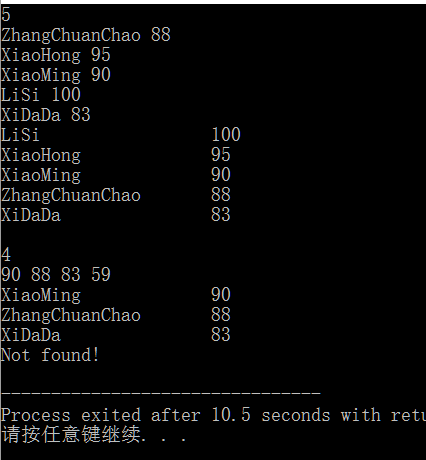 5
ZhangChuanChao 88
XiaoHong 95
XiaoMing 90
LiSi 100
XiDaDa 83
LiSi                 100
XiaoHong             95
XiaoMing             90
ZhangChuanChao       88
XiDaDa               83

4
90 88 83 59
XiaoMing             90
ZhangChuanChao       88
XiDaDa               83
Not found!

--------------------------------
Process exited after 10.5 seconds with retu
请按任意键继续. . .